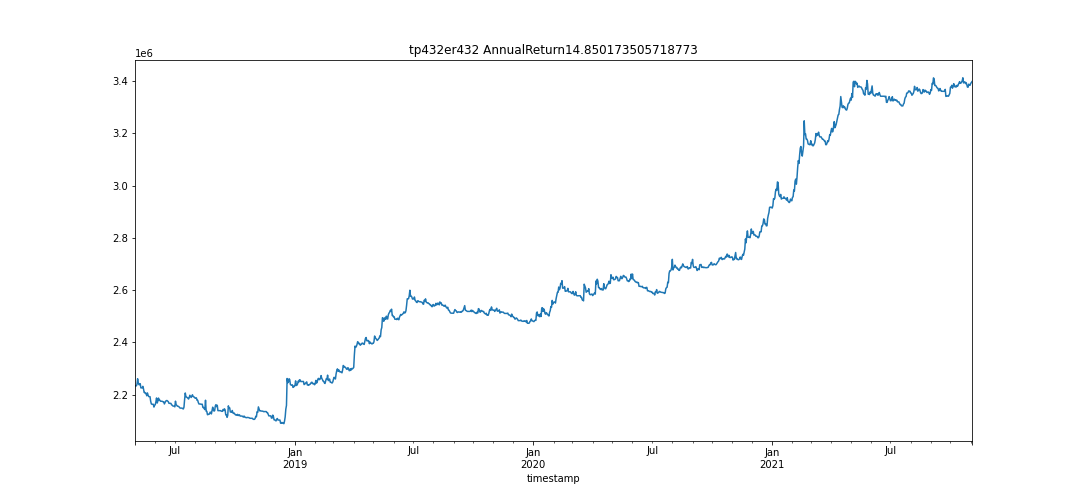 tp432er432 AnnualReturn14.850173505718773
1e6
3.4
3.2
3.0
2.8
2.6
2.4
2.2
Jul Jan Jul Jan Jul Jan Jul
2019 2020 2021
timestamp